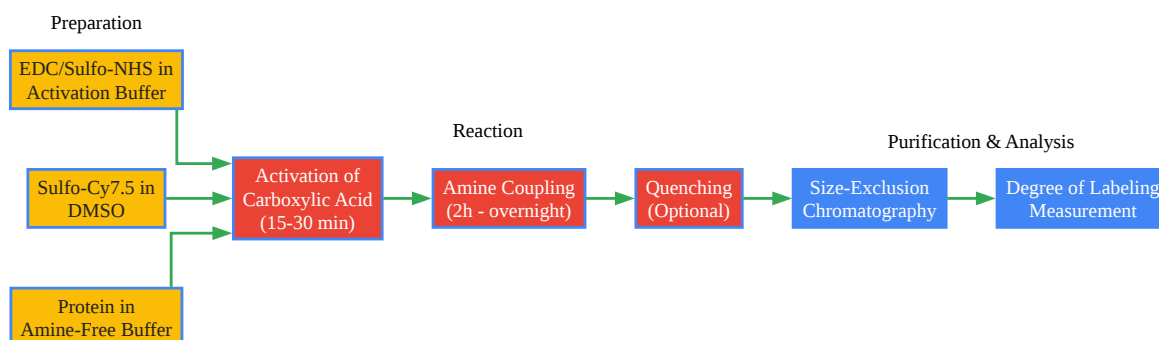 Preparation
EDC/Sulfo-NHS in
Activation Buffer
Sulfo-Cy7.5 in
DMSO
Protein in
Amine-Free Buffer
Reaction
Activation of
Carboxylic Acid
(15-30 min)
Amine Coupling
(2h - overnight)
Quenching
(Optional)
Purification & Analysis
Size-Exclusion
Chromatography
Degree of Labeling
Measurement